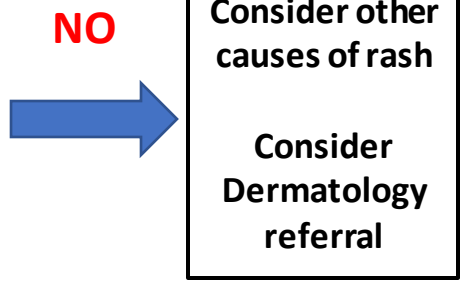 NO
Consider other
causes of rash
Consider
Dermatology
referral